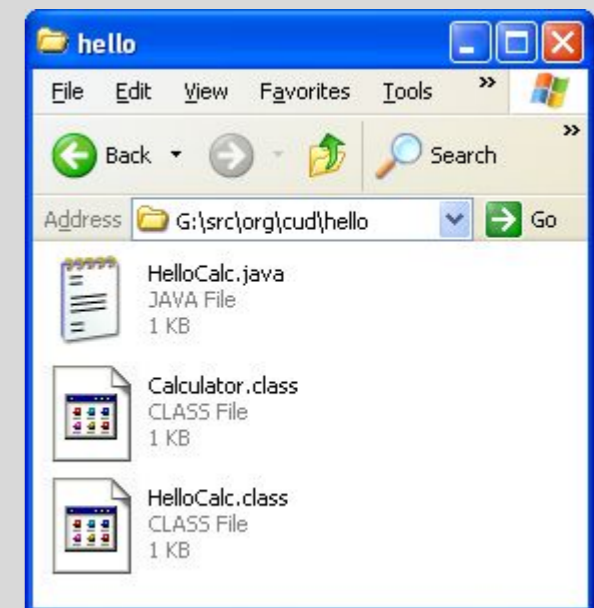 hello
File Edit View Favorites Tools »
Back Search »
Address G:\src\org\cud\hello Go
HelloCalc.java
JAVA File
1 KB
Calculator.class
CLASS File
1 KB
HelloCalc.class
CLASS File
1 KB